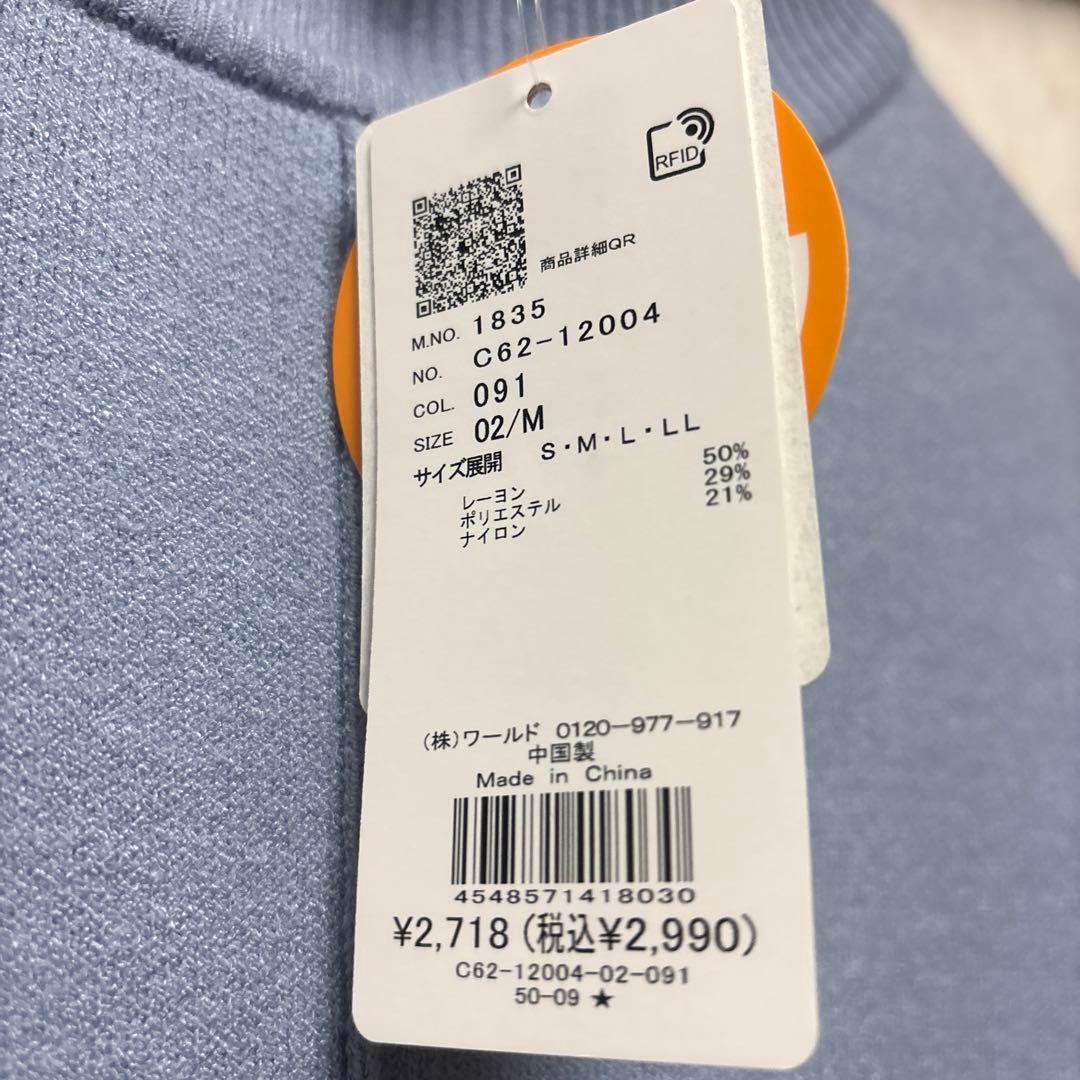 RFID
商品詳細QR
M.NO. 1835
NO. C62-12004
COL. 091
SIZE 02/M
サイズ展開 S・M・L・LL
レーヨン 50%
ポリエステル 29%
ナイロン 21%
(株)ワールド 0120-977-917
中国製
Made in China
4548571418030
¥2,718(税込¥2,990)
C62-12004-02-091
50-09 ★